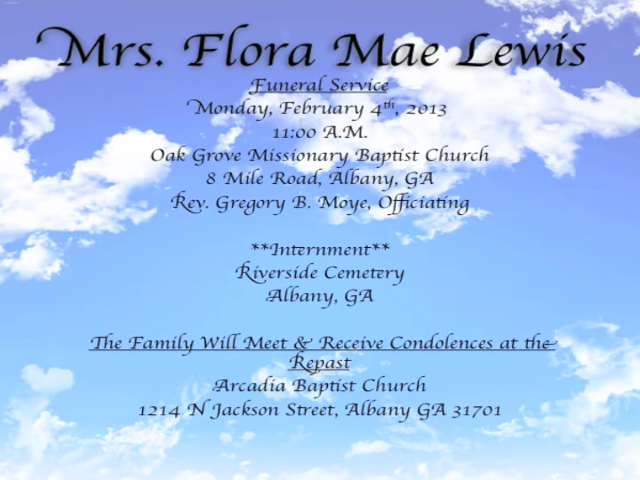 Mrs. Flora Mae Lewis
Funeral Service
Monday, February 4th, 2013
11:00 A.M.
Oak Grove Missionary Baptist Church
8 Mile Road, Albany, GA
Rev. Gregory B. Moye, Officiating
**Internment**
Riverside Cemetery
Albany, GA
The Family Will Meet & Receive Condolences at the
Repast
Arcadia Baptist Church
1214 N Jackson Street, Albany GA 31701